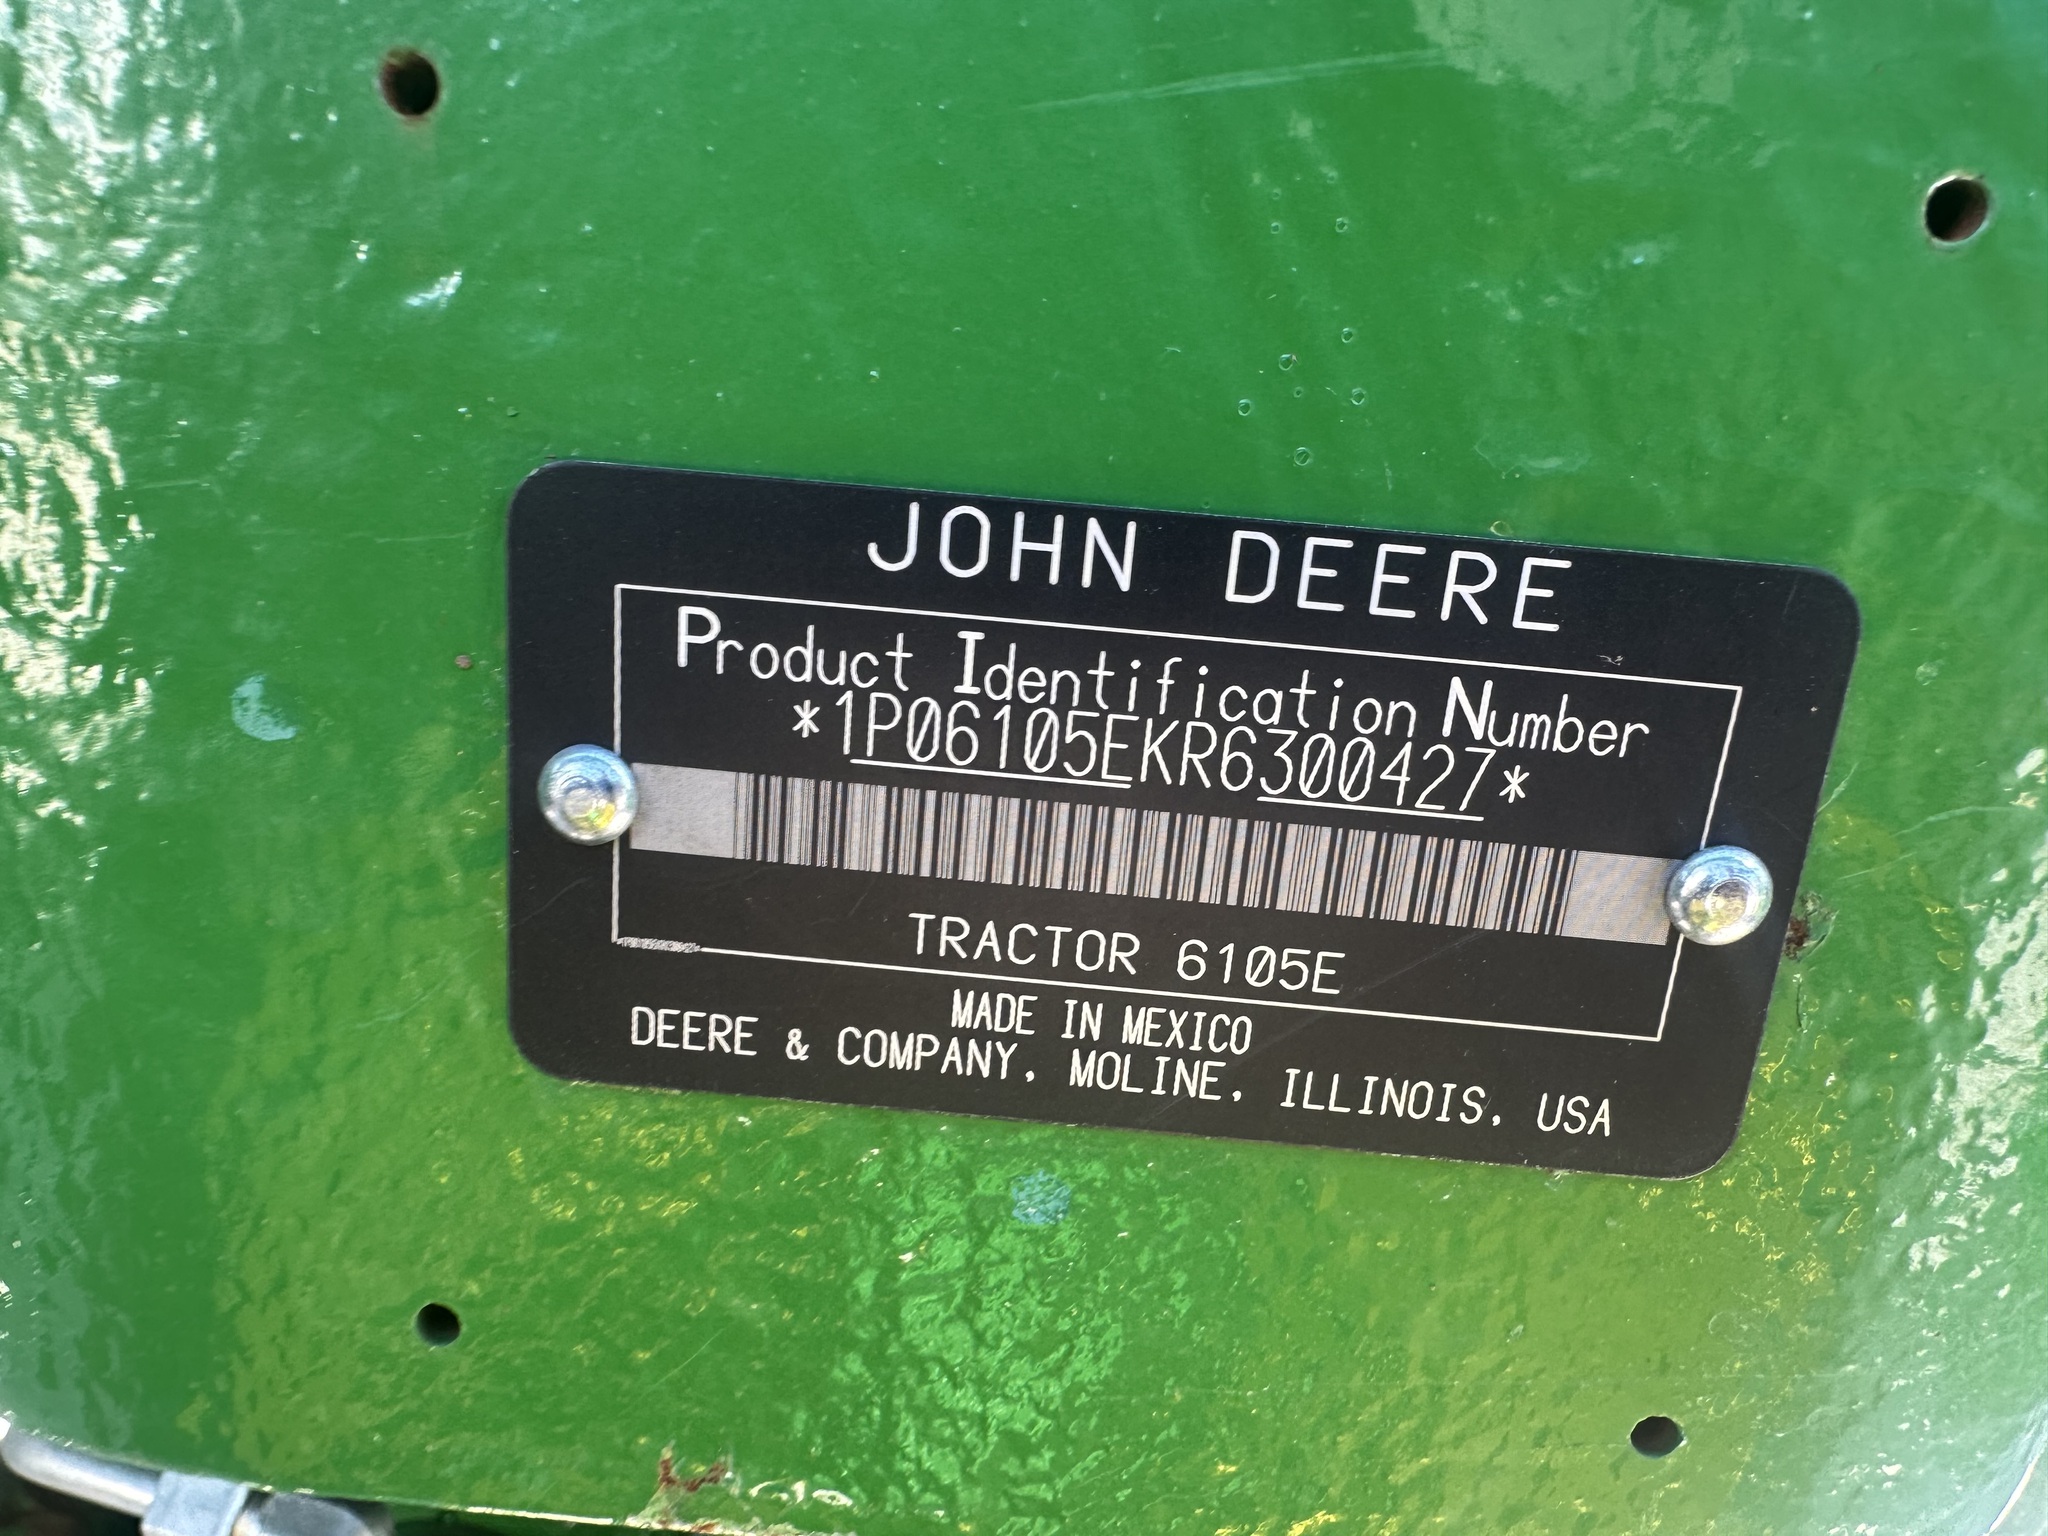 JOHN DEERE
Product Identification Number
*1P06105EKR6300427*
TRACTOR 6105E
MADE IN MEXICO
DEERE & COMPANY, MOLINE, ILLINOIS, USA